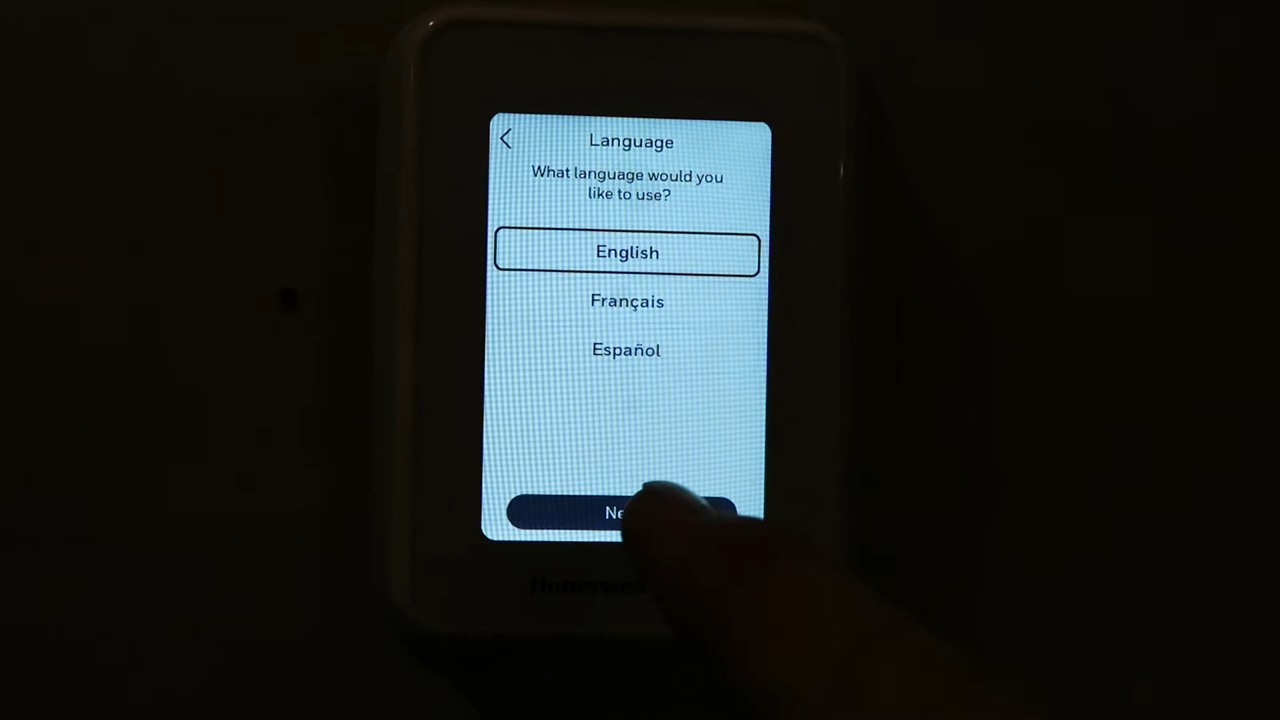 Language
What language would you
like to use?
English
Français
Español